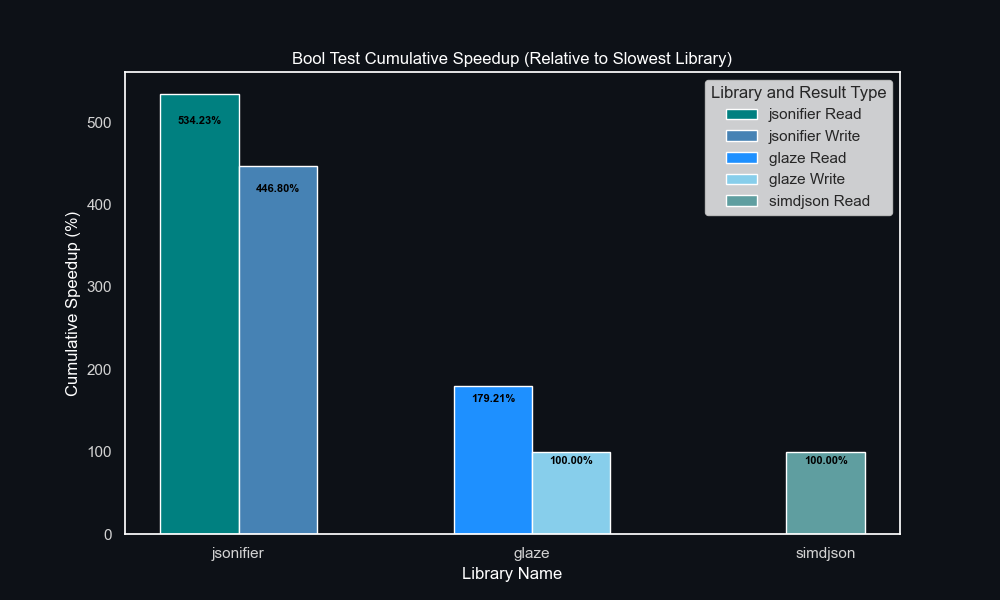 Bool Test Cumulative Speedup (Relative to Slowest Library)
Library and Result Type
jsonifier Read
jsonifier Write
glaze Read
glaze Write
simdjson Read
Cumulative Speedup (%)
500
400
300
200
100
0
534.23%
446.80%
179.21%
100.00%
100.00%
jsonifier
glaze
simdjson
Library Name